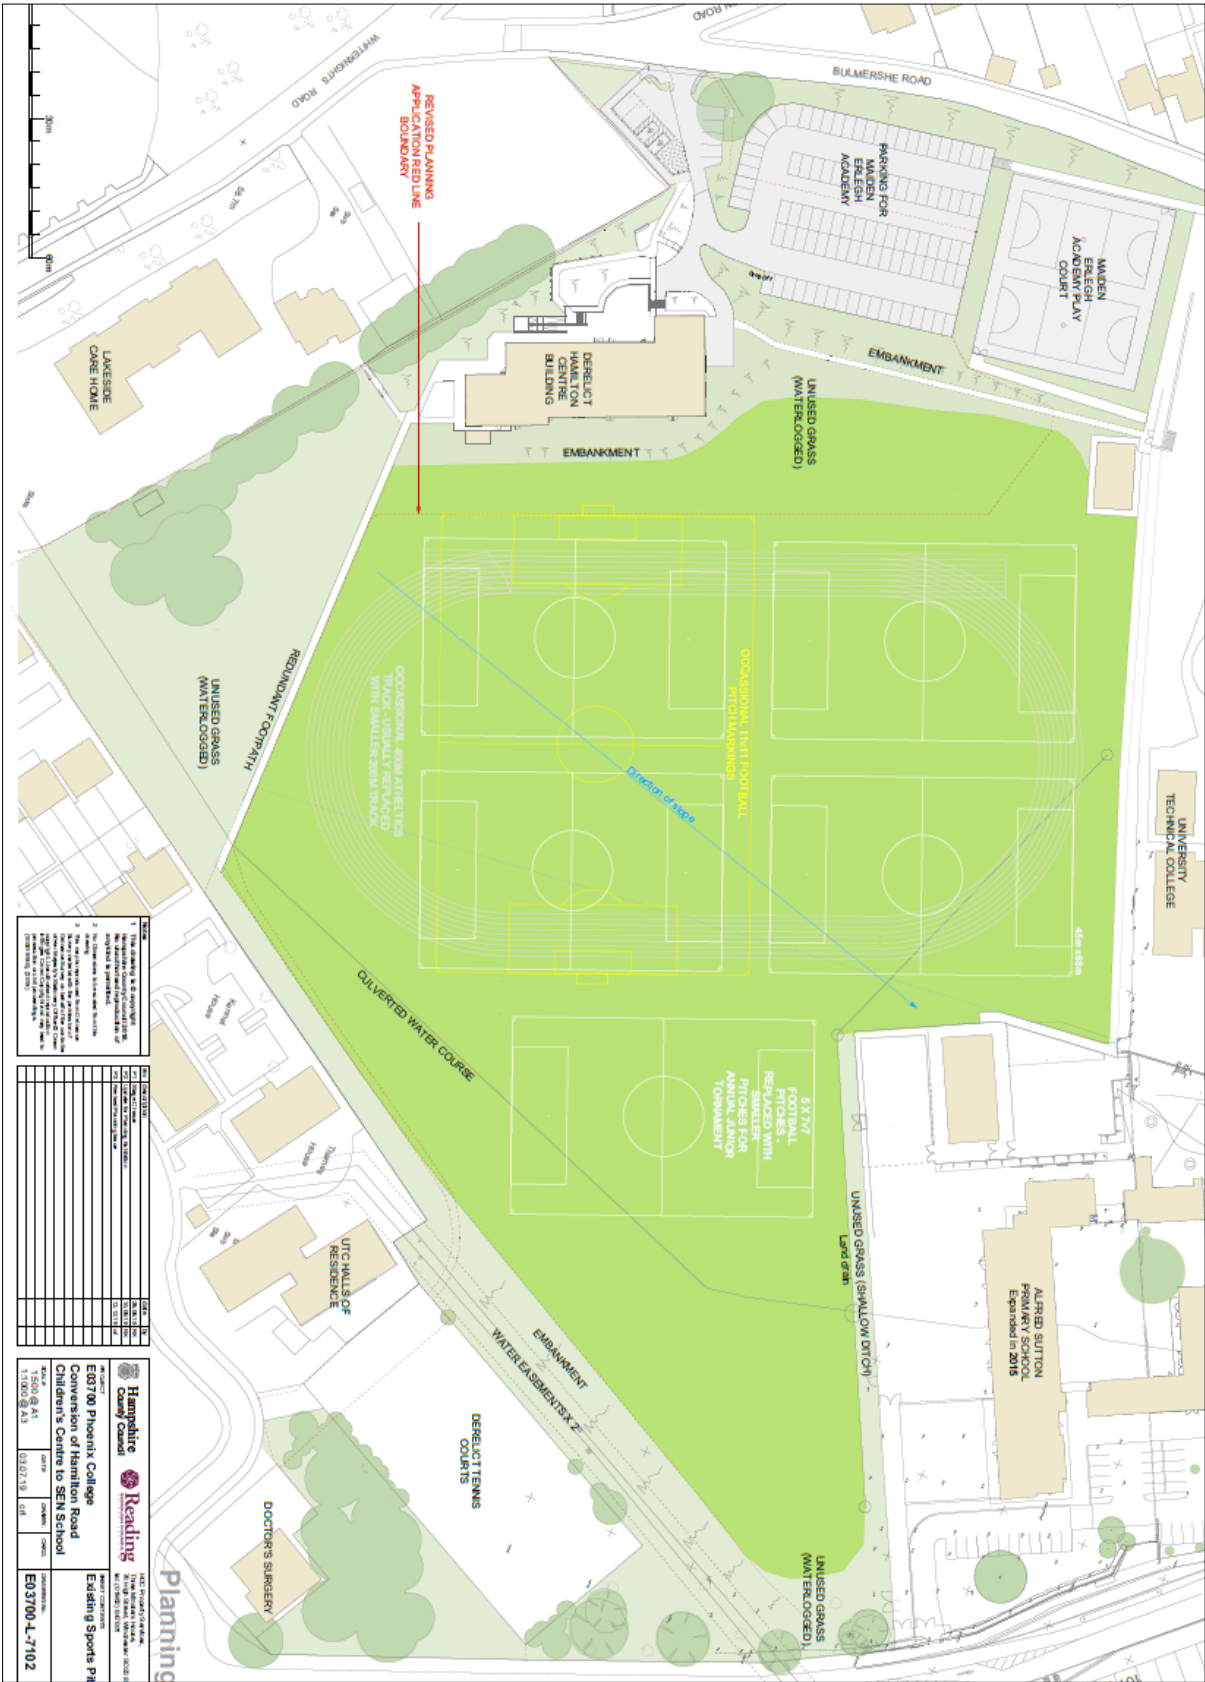 BULMERSHE ROAD
WHITEKNIGHTS ROAD
REVISED PLANNING
APPLICATION RED LINE
BOUNDARY
PARKING FOR
MAIDEN
ERLEGH
ACADEMY
MAIDEN
ERLEGH
ACADEMY PLAY
COURT
EMBANKMENT
UNUSED GRASS
(WATERLOGGED)
DERELICT
HAMILTON
CENTRE
BUILDING
EMBANKMENT
LAKESIDE
CARE HOME
30m
60m
REDUNDANT FOOTPATH
UNUSED GRASS
(WATERLOGGED)
OCCASSIONAL 11v11 FOOTBALL
PITCH MARKINGS
OCCASSIONAL 400M ATHELTICS
TRACK - USUALLY REPLACED
WITH SMALLER 200M TRACK
Direction of slope
UNIVERSITY
TECHNICAL COLLEGE
45m x 68m
CULVERTED WATER COURSE
5 X 7v7
FOOTBALL
PITCHES -
REPLACED WITH
SMALLER
PITCHES FOR
ANNUAL JUNIOR
TORNAMENT
UNUSED GRASS (SHALLOW DITCH)
Land drain
ALFRED SUTTON
PRIMARY SCHOOL
Expanded in 2015
UTC HALLS OF
RESIDENCE
EMBANKMENT
WATER EASEMENTS X 2
DERELICT TENNIS
COURTS
DOCTOR'S SURGERY
UNUSED GRASS
(WATERLOGGED)
Planning
Hampshire
County Council
Reading
PROJECT
E03700 Phoenix College
Conversion of Hamilton Road
Children's Centre to SEN School
Existing Sports Pit
1:500 @ A1
1:1000 @ A3
DATE
03.07.19
E03700-L-7102